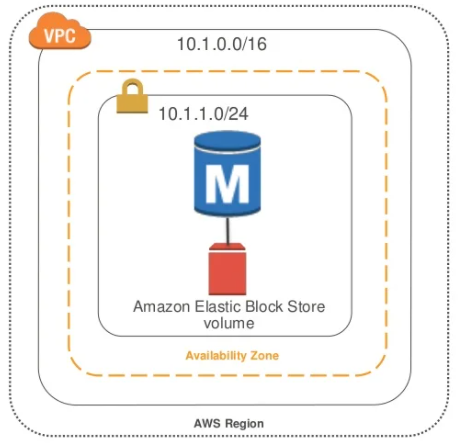 VPC
10.1.0.0/16
10.1.1.0/24
M
Amazon Elastic Block Store
volume
Availability Zone
AWS Region